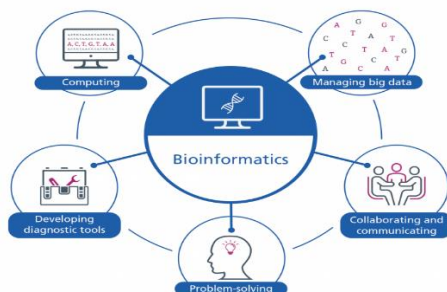 A,C,T,G,T,A,A
Computing
Managing big data
Bioinformatics
Developing
diagnostic tools
Collaborating and
communicating
Problem-solving